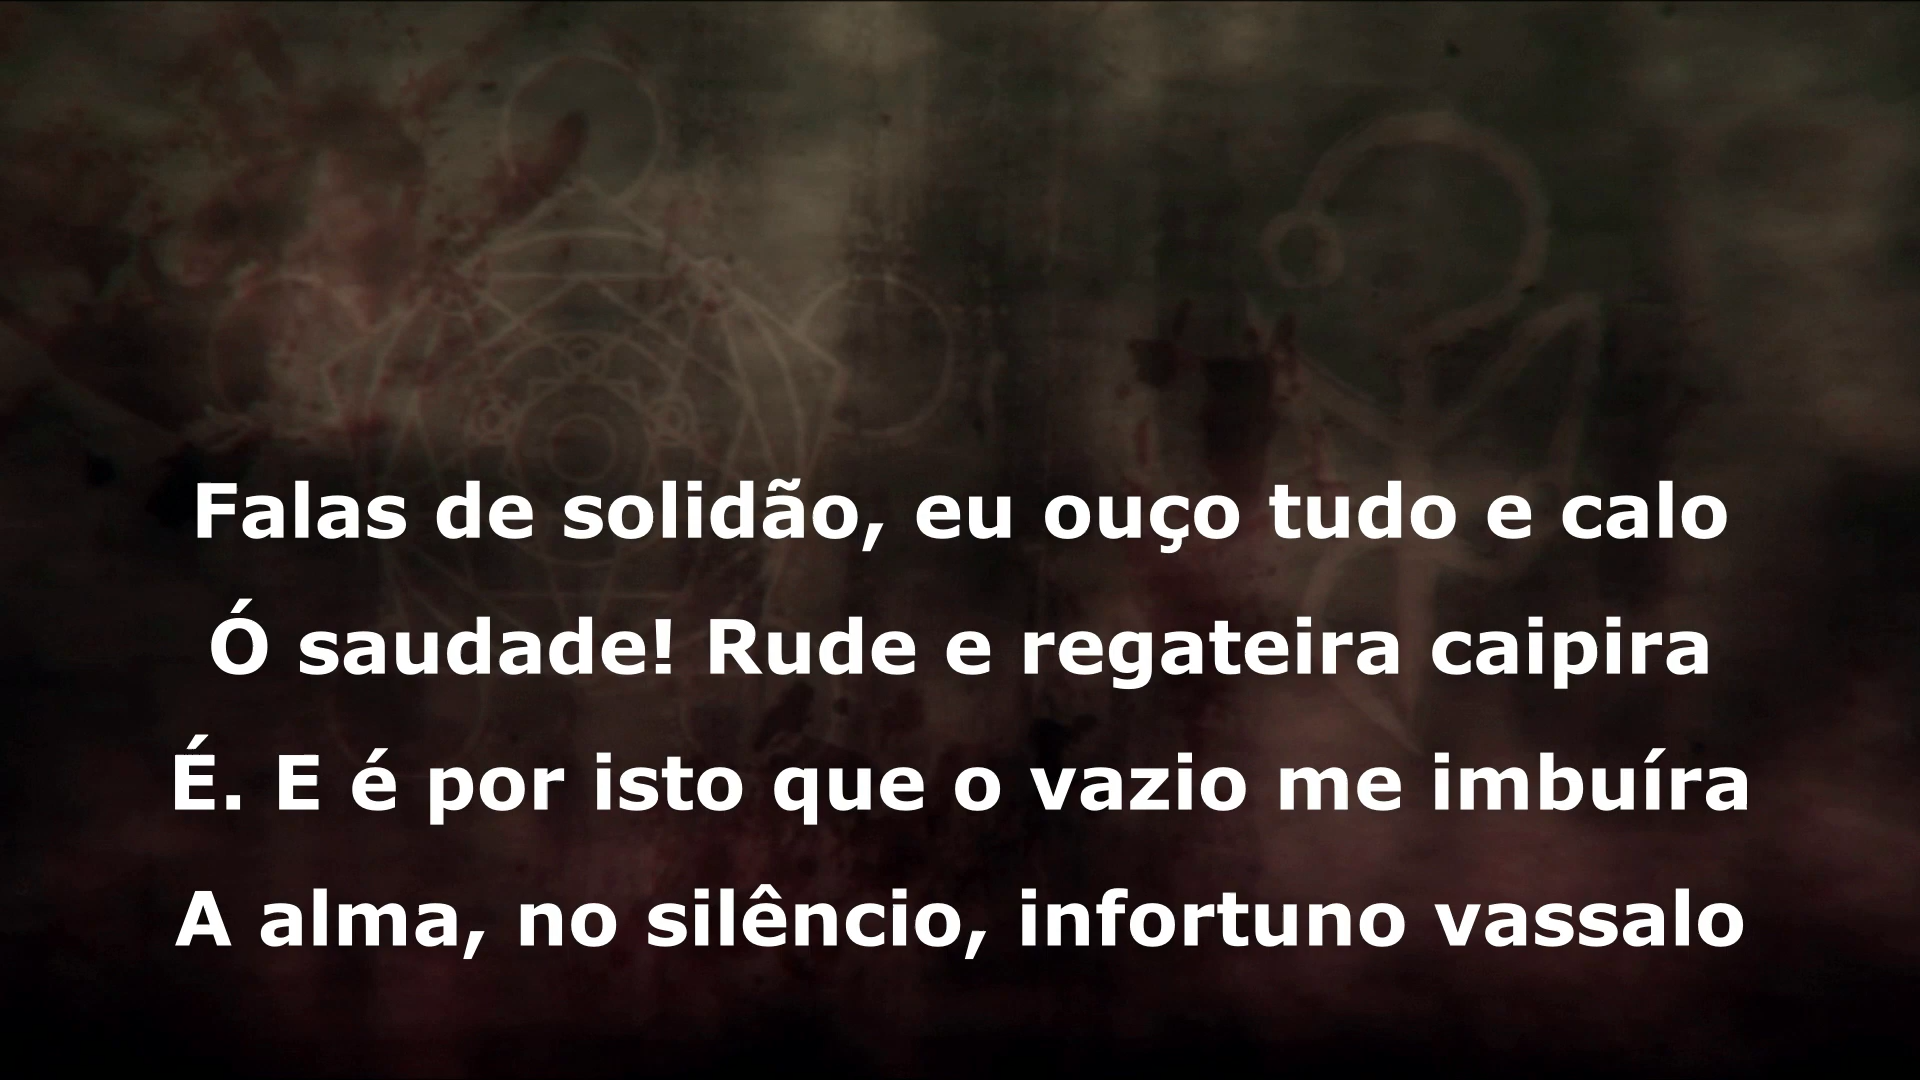 Falas de solidão, eu ouço tudo e calo
Ó saudade! Rude e regateira caipira
É. E é por isto que o vazio me imbuíra
A alma, no silêncio, infortuno vassalo